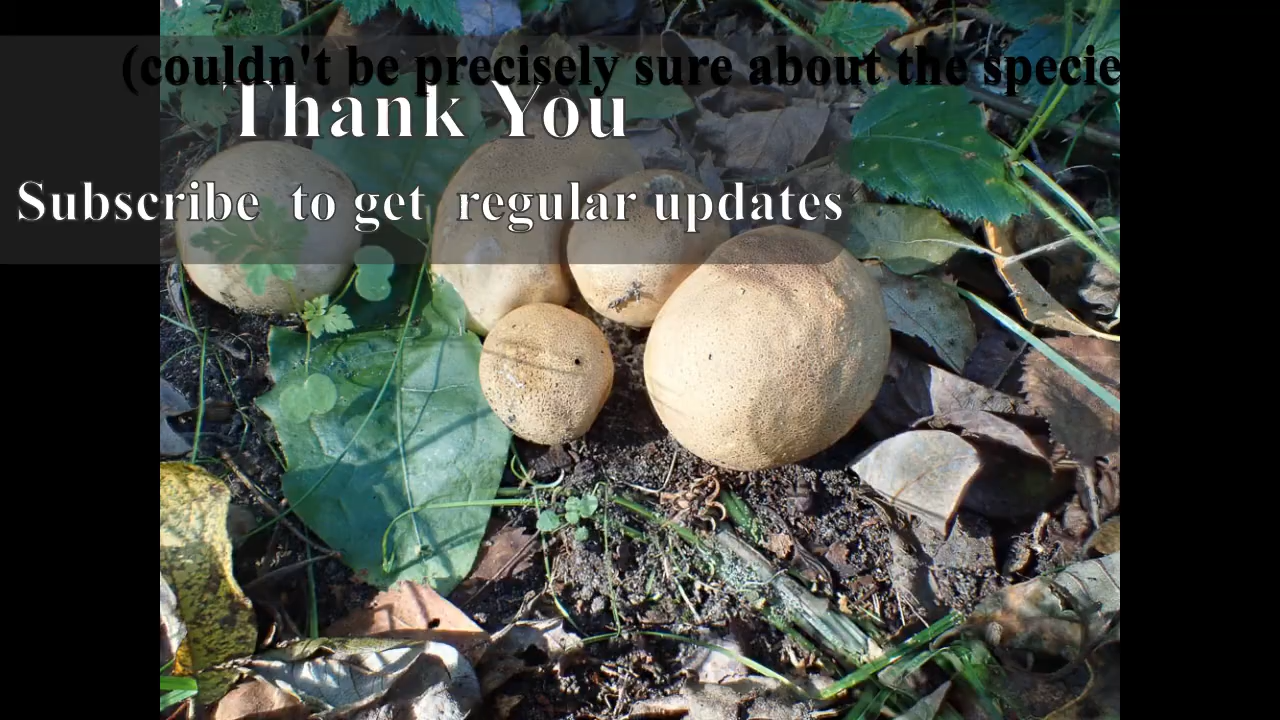 (couldn't be precisely sure about the specie
Thank You
Subscribe to get regular updates